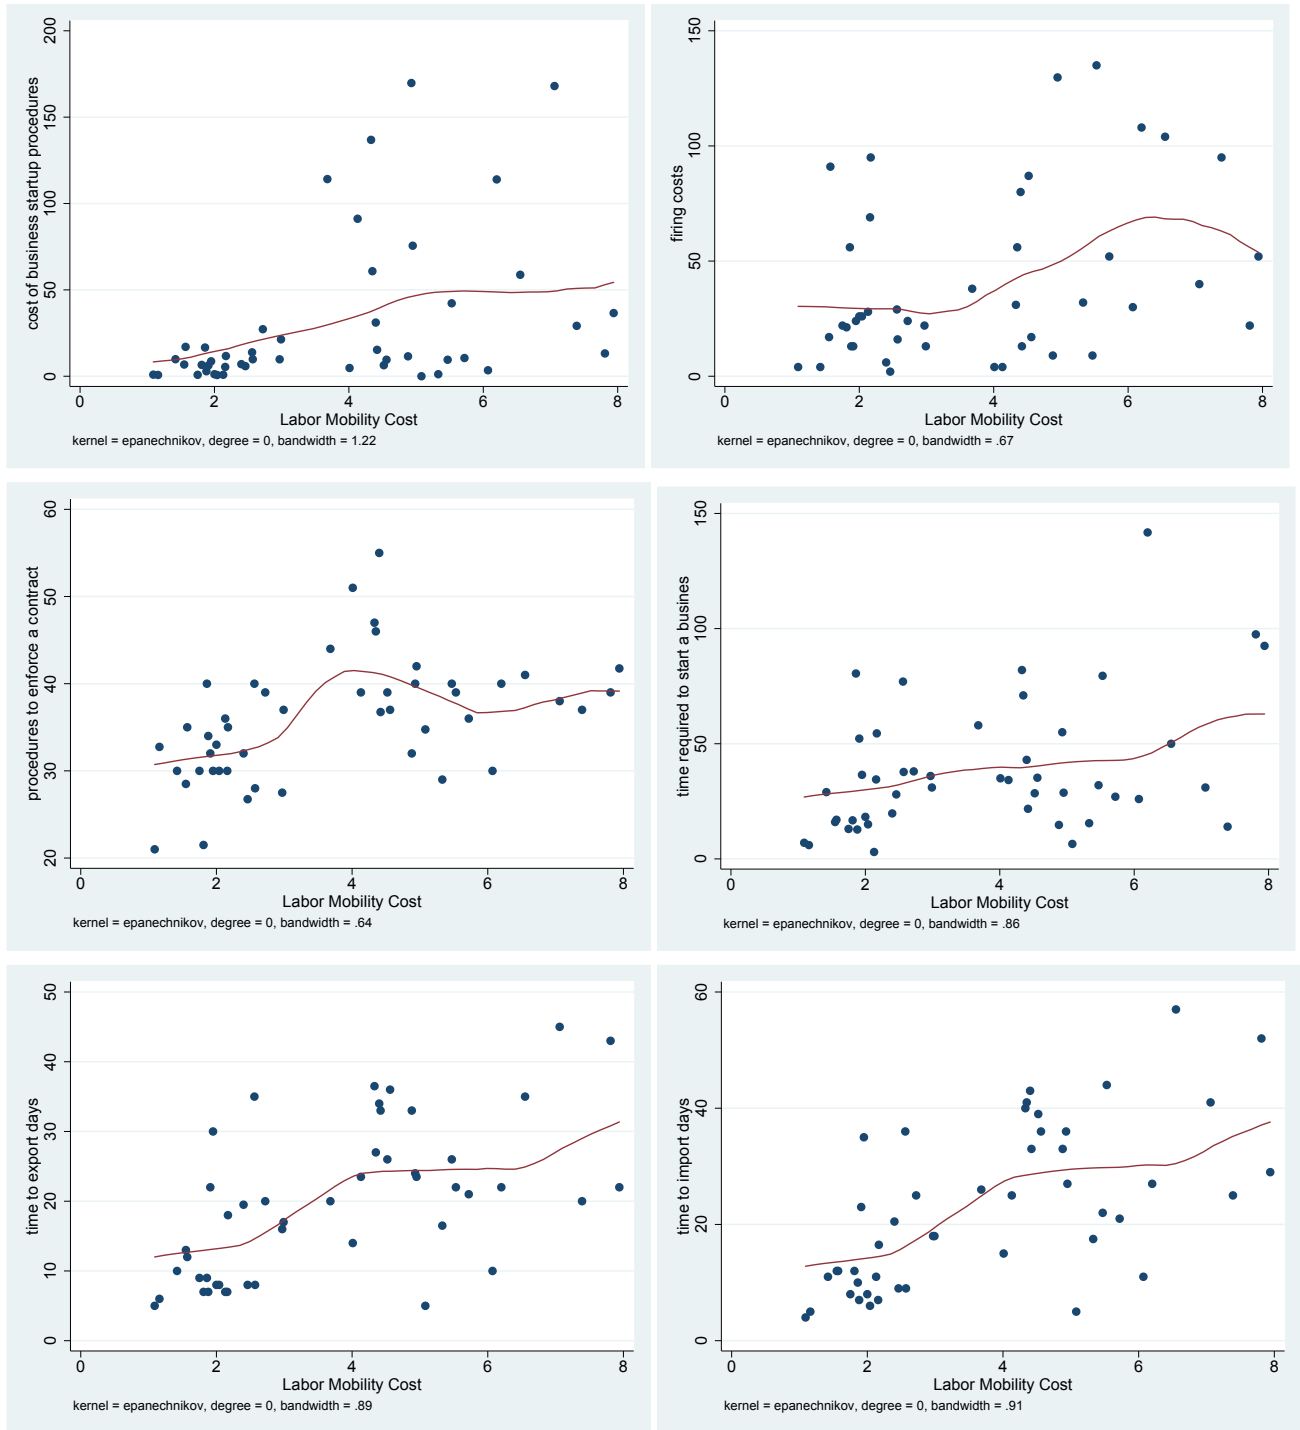 cost of business startup procedures
200
150
100
50
0
0 2 4 6 8
Labor Mobility Cost
kernel = epanechnikov, degree = 0, bandwidth = 1.22
firing costs
150
100
50
0
0 2 4 6 8
Labor Mobility Cost
kernel = epanechnikov, degree = 0, bandwidth = .67
procedures to enforce a contract
60
50
40
30
20
0 2 4 6 8
Labor Mobility Cost
kernel = epanechnikov, degree = 0, bandwidth = .64
time required to start a busines
150
100
50
0
0 2 4 6 8
Labor Mobility Cost
kernel = epanechnikov, degree = 0, bandwidth = .86
time to export days
50
40
30
20
10
0
0 2 4 6 8
Labor Mobility Cost
kernel = epanechnikov, degree = 0, bandwidth = .89
time to import days
60
40
20
0
0 2 4 6 8
Labor Mobility Cost
kernel = epanechnikov, degree = 0, bandwidth = .91